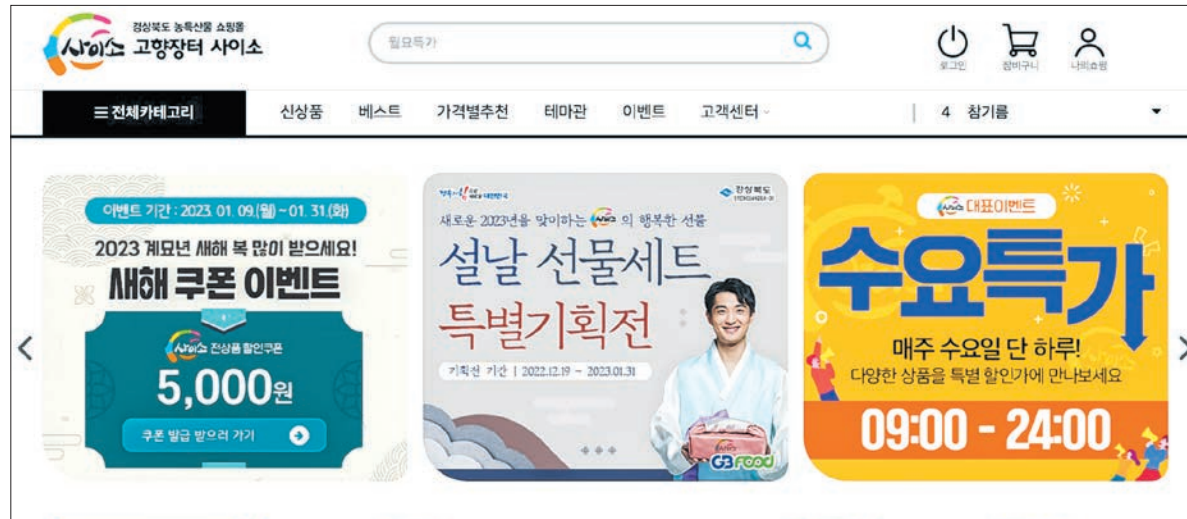 경상북도 농특산물 쇼핑몰
사이소 고향장터 사이소
월요특가
로그인 장바구니 나의쇼핑
전체카테고리 신상품 베스트 가격별추천 테마관 이벤트 고객센터 4 참기름
이벤트 기간 : 2023. 01. 09.(월) ~ 01. 31.(화)
2023 계묘년 새해 복 많이 받으세요!
새해 쿠폰 이벤트
사이소 전상품 할인쿠폰
5,000원
쿠폰 발급 받으러 가기
경상북도
새로운 2023년을 맞이하는 사이소 의 행복한 선물
설날 선물세트
특별기획전
기획전 기간 | 2022.12.19 ~ 2023.01.31
GB FOOD
사이소 대표이벤트
수요특가
매주 수요일 단 하루!
다양한 상품을 특별 할인가에 만나보세요
09:00 - 24:00